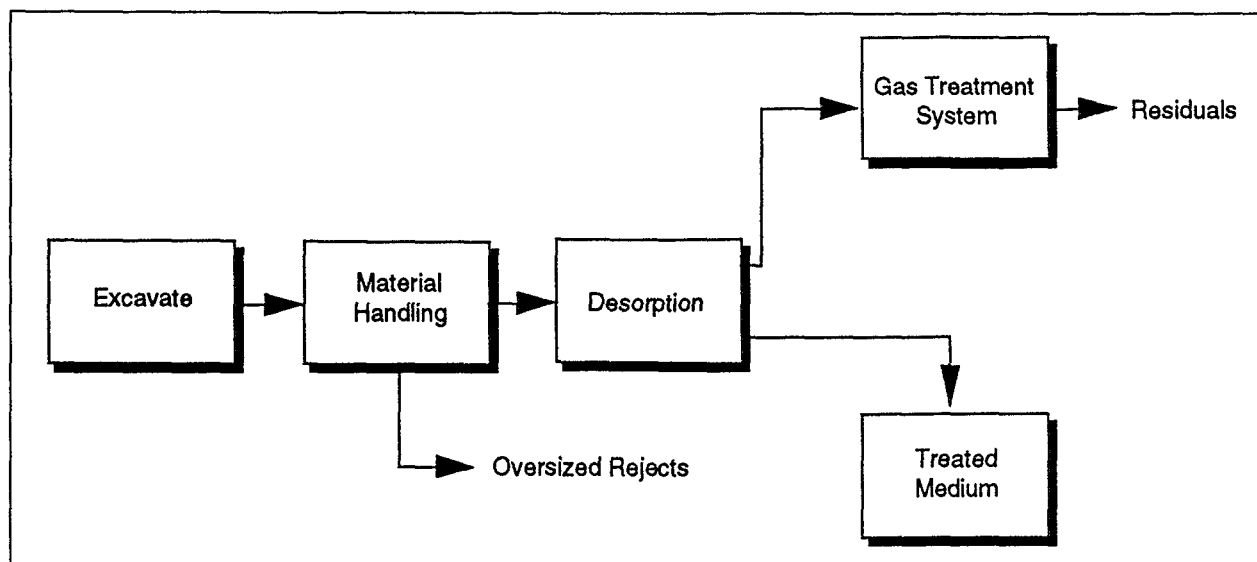 Gas Treatment
System
Residuals
Excavate
Material
Handling
Desorption
Oversized Rejects
Treated
Medium